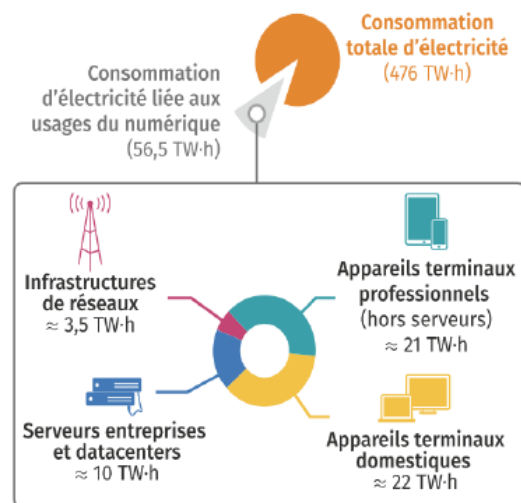 Consommation
totale d'électricité
(476 TW·h)
Consommation
d'électricité liée aux
usages du numérique
(56,5 TW·h)
Infrastructures
de réseaux
≈ 3,5 TW·h
Appareils terminaux
professionnels
(hors serveurs)
≈ 21 TW·h
Serveurs entreprises
et datacenters
≈ 10 TW·h
Appareils terminaux
domestiques
≈ 22 TW·h